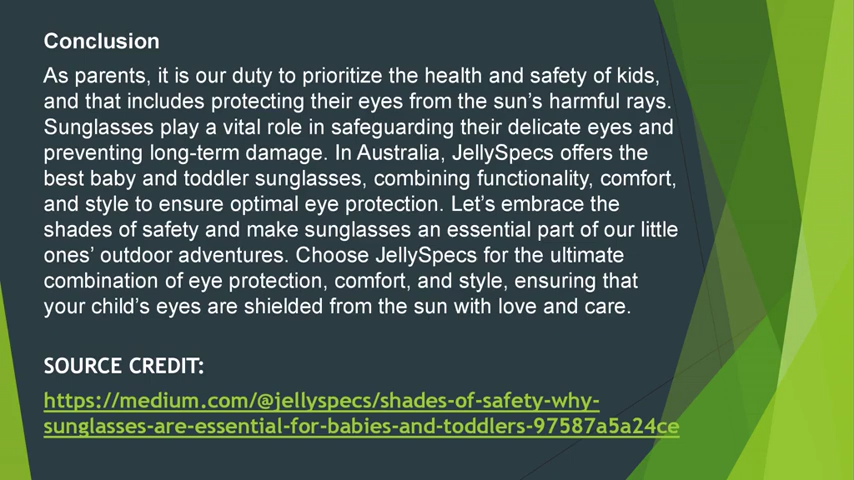 Conclusion
As parents, it is our duty to prioritize the health and safety of kids,
and that includes protecting their eyes from the sun’s harmful rays.
Sunglasses play a vital role in safeguarding their delicate eyes and
preventing long-term damage. In Australia, JellySpecs offers the
best baby and toddler sunglasses, combining functionality, comfort,
and style to ensure optimal eye protection. Let’s embrace the
shades of safety and make sunglasses an essential part of our little
ones’ outdoor adventures. Choose JellySpecs for the ultimate
combination of eye protection, comfort, and style, ensuring that
your child’s eyes are shielded from the sun with love and care.
SOURCE CREDIT:
https://medium.com/@jellyspecs/shades-of-safety-why-
sunglasses-are-essential-for-babies-and-toddlers-97587a5a24ce